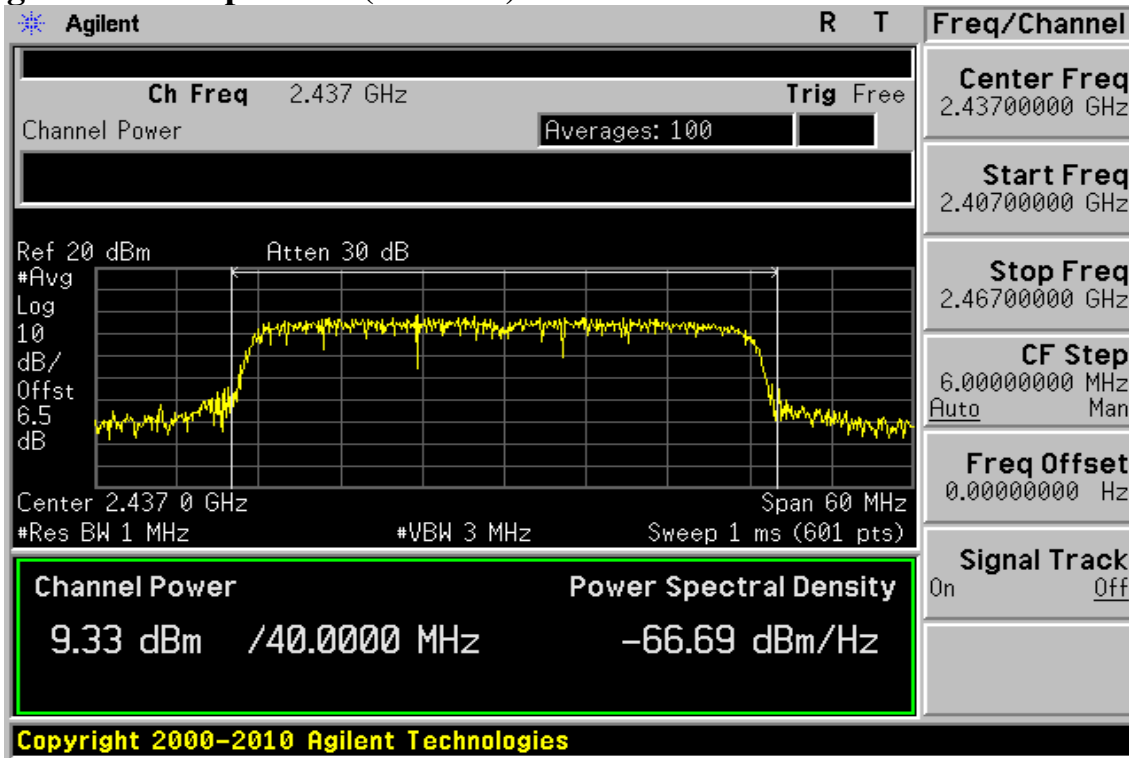 Agilent R T
Freq/Channel
Ch Freq 2.437 GHz Trig Free
Channel Power Averages: 100
Center Freq
2.43700000 GHz
Start Freq
2.40700000 GHz
Stop Freq
2.46700000 GHz
CF Step
6.00000000 MHz
Auto Man
Freq Offset
0.00000000 Hz
Signal Track
On Off
Ref 20 dBm Atten 30 dB
#Avg
Log
10
dB/
Offst
6.5
dB
Center 2.437 0 GHz Span 60 MHz
#Res BW 1 MHz #VBW 3 MHz Sweep 1 ms (601 pts)
Channel Power Power Spectral Density
9.33 dBm /40.0000 MHz -66.69 dBm/Hz
Copyright 2000-2010 Agilent Technologies